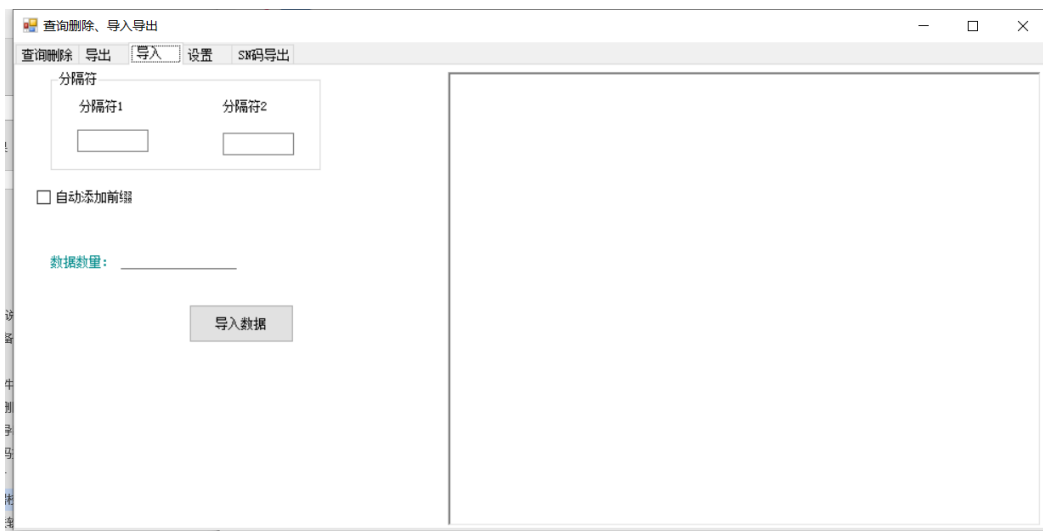 查询删除、导入导出
查询删除 导出 导入 设置 SN码导出
分隔符
分隔符1 分隔符2
自动添加前缀
数据数量:
导入数据